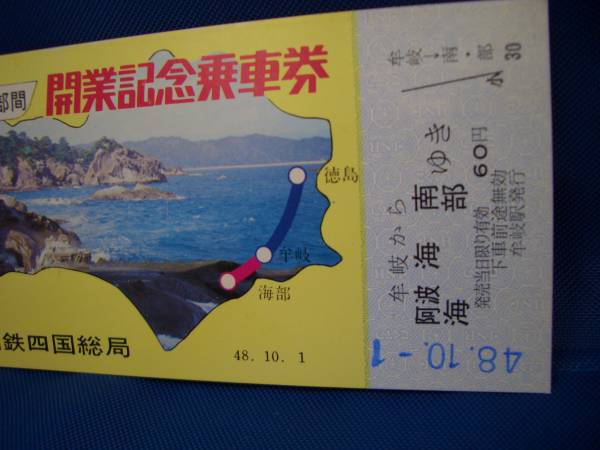 部間
開業記念乗車券
徳島
牟岐
海部
鉄四国総局
48. 10. 1
牟岐から
阿波海南
海部
ゆき
60円
発売当日限り有効
下車前途無効
牟岐駅発行
牟岐→南・部
小 30
48.10.-1